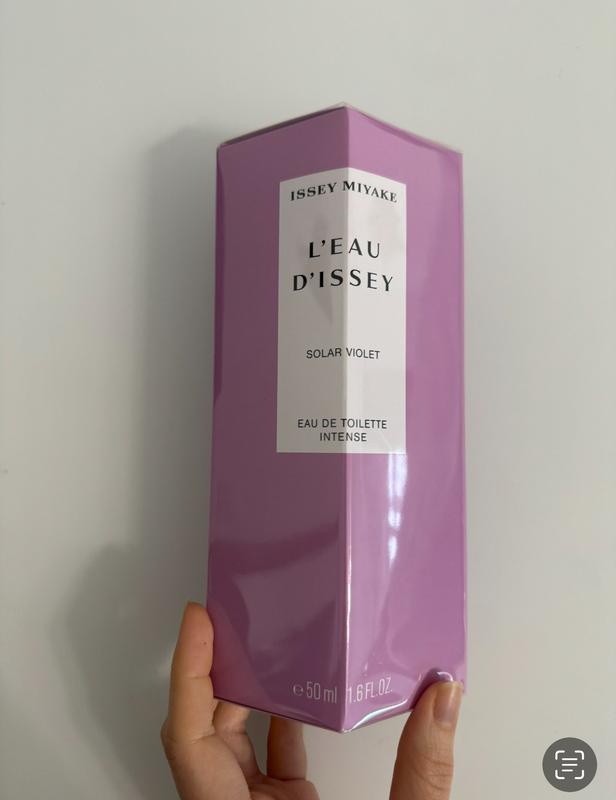 ISSEY MIYAKE
L'EAU
D'ISSEY
SOLAR VIOLET
EAU DE TOILETTE
INTENSE
℮ 50 ml 1.6 FL.OZ.